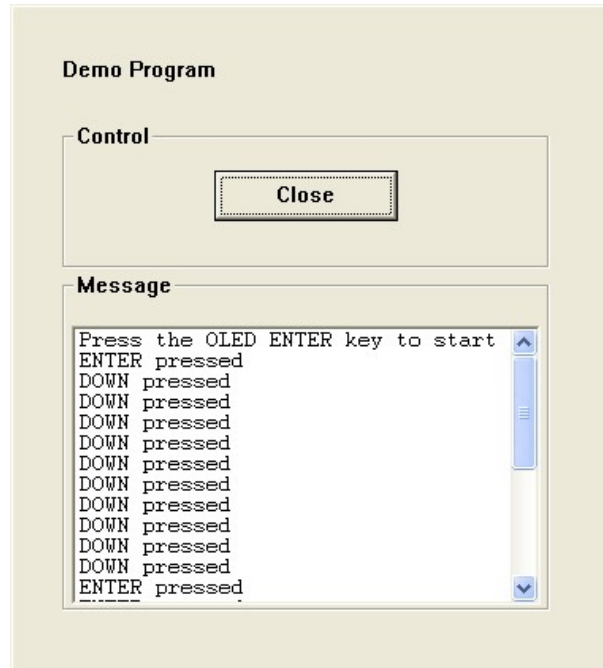 Demo Program
Control
Close
Message
Press the OLED ENTER key to start
ENTER pressed
DOWN pressed
DOWN pressed
DOWN pressed
DOWN pressed
DOWN pressed
DOWN pressed
DOWN pressed
DOWN pressed
DOWN pressed
DOWN pressed
ENTER pressed